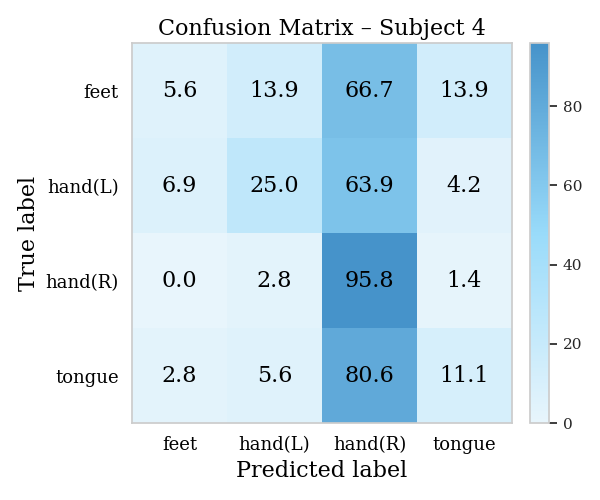 Confusion Matrix – Subject 4
feet 5.6 13.9 66.7 13.9
hand(L) 6.9 25.0 63.9 4.2
hand(R) 0.0 2.8 95.8 1.4
tongue 2.8 5.6 80.6 11.1
feet hand(L) hand(R) tongue
Predicted label
True label
80
60
40
20
0